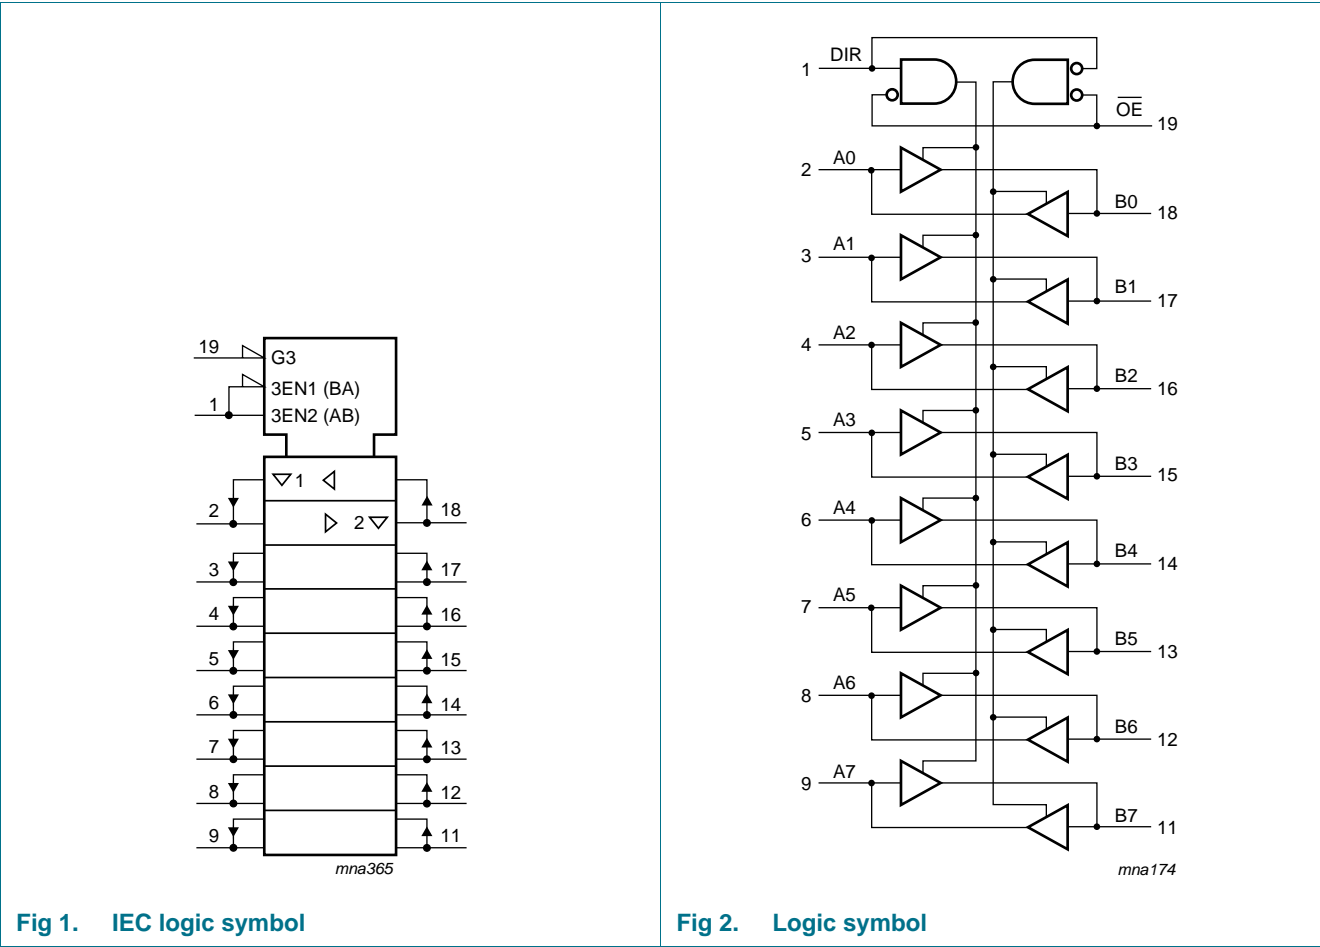 19
G3
3EN1 (BA)
1
3EN2 (AB)
1
2
18
2
3
17
4
16
5
15
6
14
7
13
8
12
9
11
mna365
Fig 1. IEC logic symbol
1 DIR
OE 19
2 A0
B0 18
3 A1
B1 17
4 A2
B2 16
5 A3
B3 15
6 A4
B4 14
7 A5
B5 13
8 A6
B6 12
9 A7
B7 11
mna174
Fig 2. Logic symbol